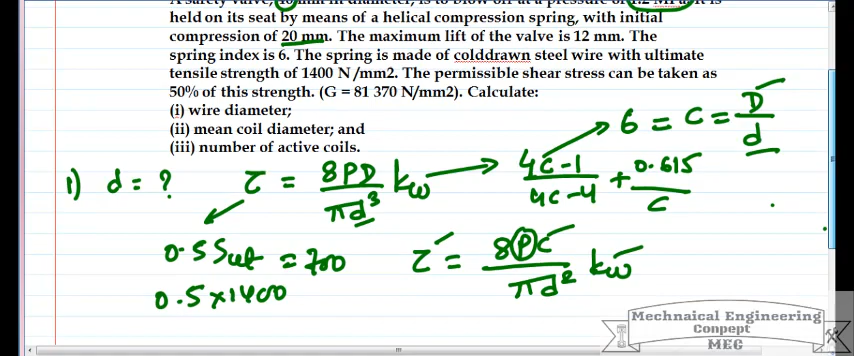 held on its seat by means of a helical compression spring, with initial
compression of 20 mm. The maximum lift of the valve is 12 mm. The
spring index is 6. The spring is made of colddrawn steel wire with ultimate
tensile strength of 1400 N/mm2. The permissible shear stress can be taken as
50% of this strength. (G = 81 370 N/mm2). Calculate:
(i) wire diameter;
(ii) mean coil diameter; and
(iii) number of active coils.
6 = C = D/d
1) d = ? τ = 8PD/πd³ kw → 4C-1/4C-4 + 0.615/C
0.5 Sut = 700 τ = 8PC/πd² kw
0.5 × 1400
Mechnaical Engineering
Conpept
MEC